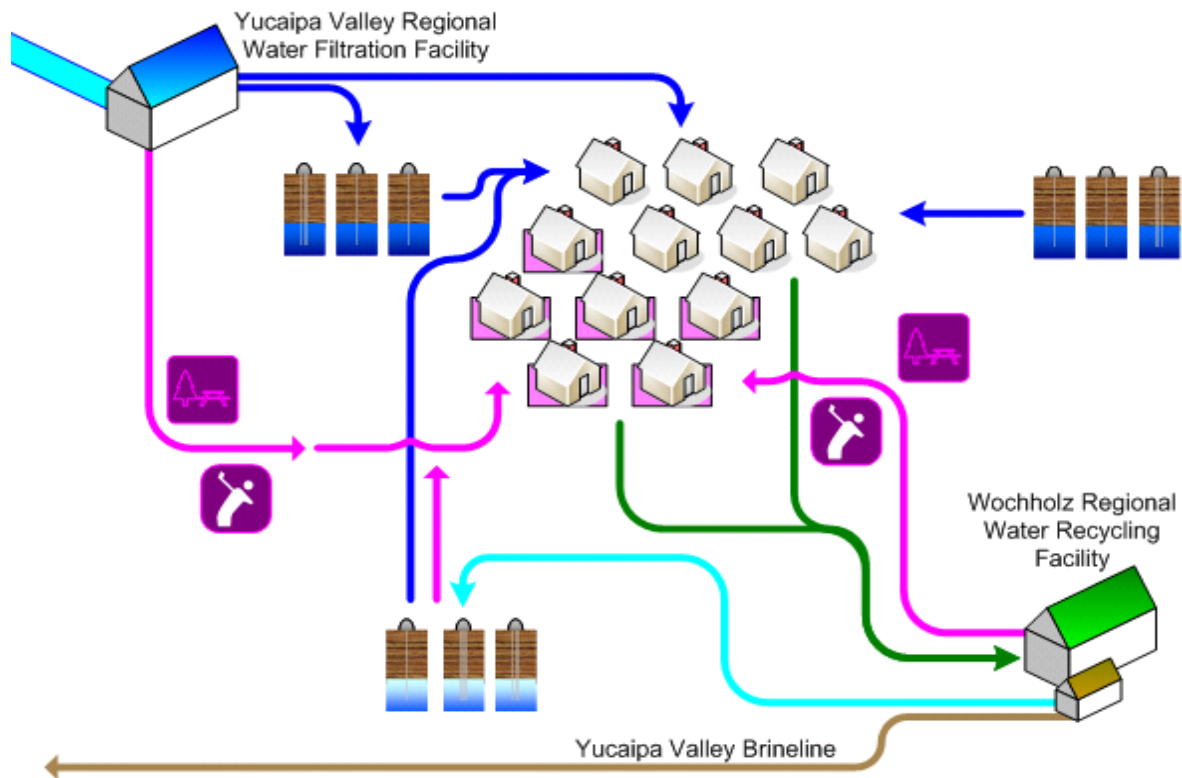 Yucaipa Valley Regional
Water Filtration Facility
Wochholz Regional
Water Recycling
Facility
Yucaipa Valley Brineline